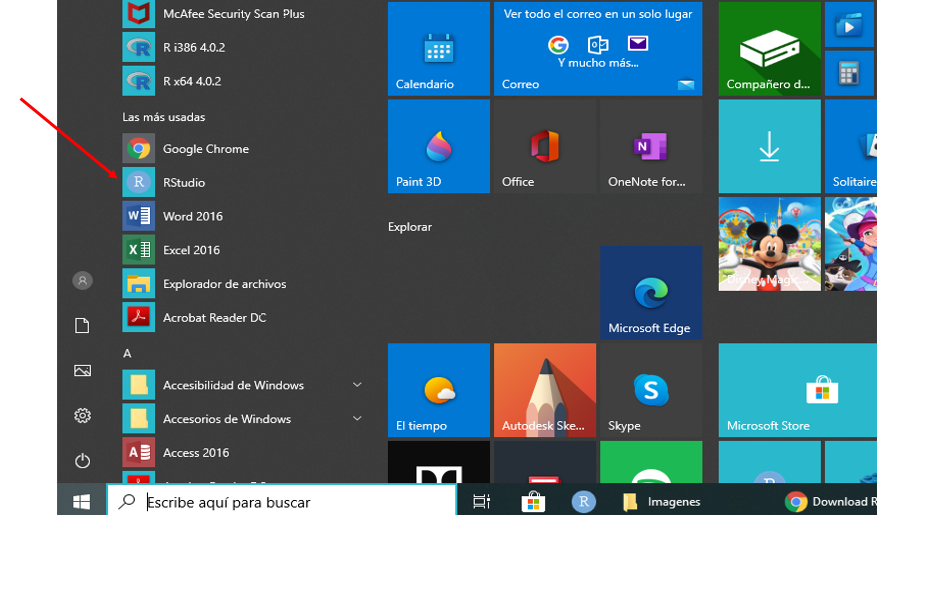 McAfee Security Scan Plus
R i386 4.0.2
R x64 4.0.2
Las más usadas
Google Chrome
RStudio
Word 2016
Excel 2016
Explorador de archivos
Acrobat Reader DC
A
Accesibilidad de Windows
Accesorios de Windows
Access 2016
Calendario
Ver todo el correo en un solo lugar
Y mucho más...
Correo
Compañero d...
Paint 3D
Office
OneNote for...
Solitaire
Explorar
Disney Magic...
Microsoft Edge
El tiempo
Autodesk Ske...
Skype
Microsoft Store
Escribe aquí para buscar
Imagenes
Download R